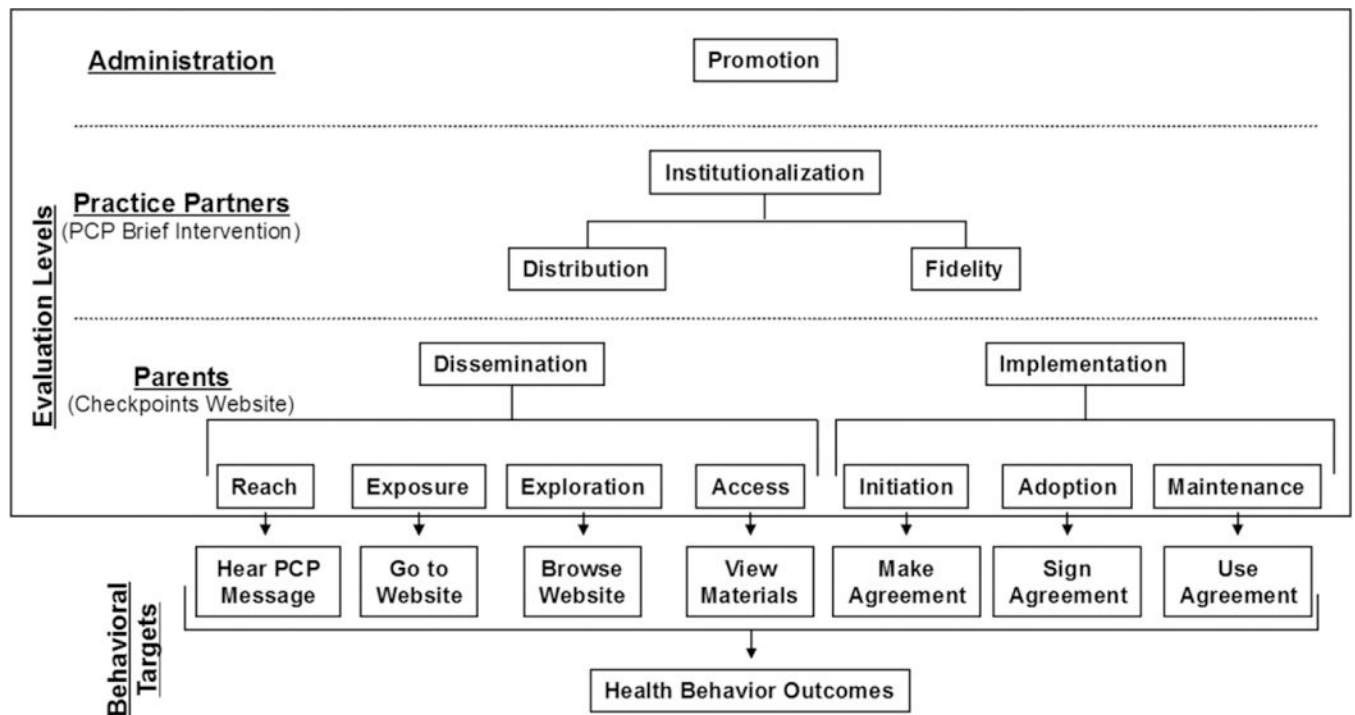 Administration
Promotion
Institutionalization
Practice Partners
(PCP Brief Intervention)
Distribution
Fidelity
Evaluation Levels
Dissemination
Implementation
Parents
(Checkpoints Website)
Reach
Exposure
Exploration
Access
Initiation
Adoption
Maintenance
Hear PCP
Message
Go to
Website
Browse
Website
View
Materials
Make
Agreement
Sign
Agreement
Use
Agreement
Behavioral
Targets
Health Behavior Outcomes